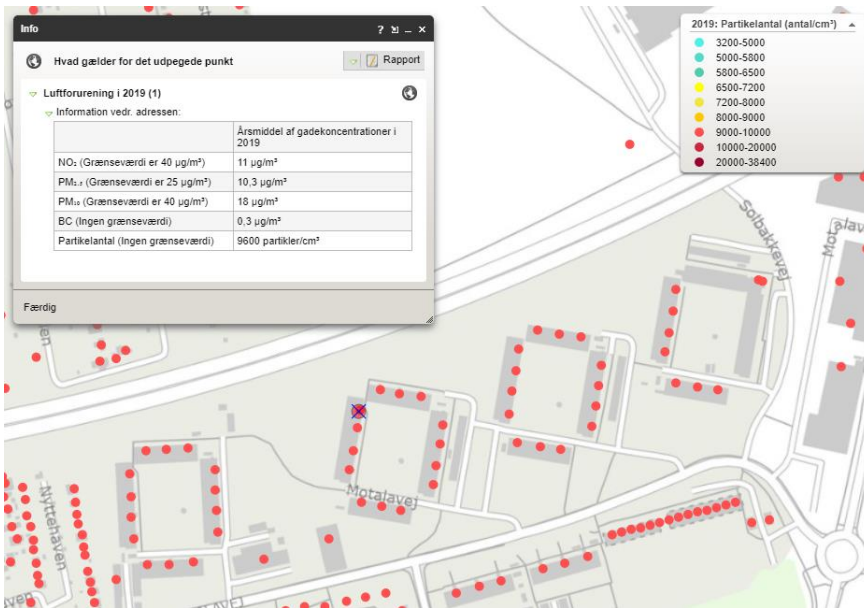 Info
Hvad gælder for det udpegede punkt
Rapport
Luftforurening i 2019 (1)
Information vedr. adressen:
Årsmiddel af gadekoncentrationer i
2019
NO₂ (Grænseværdi er 40 µg/m³) 11 µg/m³
PM₂.₅ (Grænseværdi er 25 µg/m³) 10,3 µg/m³
PM₁₀ (Grænseværdi er 40 µg/m³) 18 µg/m³
BC (Ingen grænseværdi) 0,3 µg/m³
Partikelantal (Ingen grænseværdi) 9600 partikler/cm³
Færdig
2019: Partikelantal (antal/cm³)
3200-5000
5000-5800
5800-6500
6500-7200
7200-8000
8000-9000
9000-10000
10000-20000
20000-38400
Solbakkevej
Motalavej
Motalavej
Nyttehaven